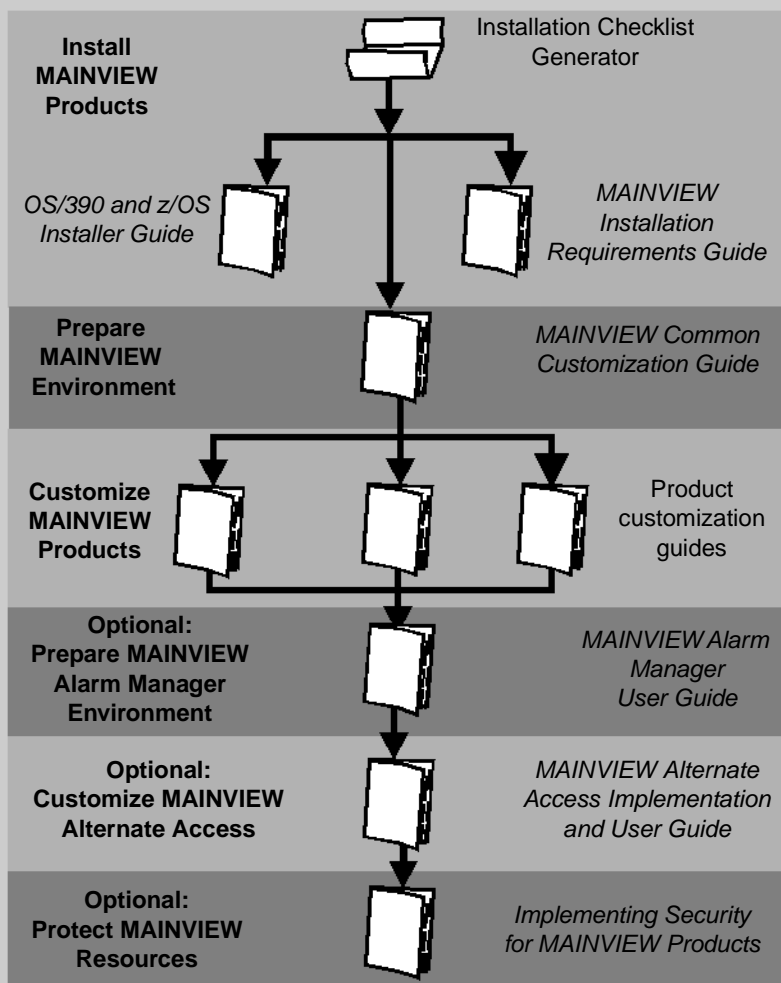 Install
MAINVIEW
Products
Installation Checklist
Generator
OS/390 and z/OS
Installer Guide
MAINVIEW
Installation
Requirements Guide
Prepare
MAINVIEW
Environment
MAINVIEW Common
Customization Guide
Customize
MAINVIEW
Products
Product
customization
guides
Optional:
Prepare MAINVIEW
Alarm Manager
Environment
MAINVIEW Alarm
Manager
User Guide
Optional:
Customize MAINVIEW
Alternate Access
MAINVIEW Alternate
Access Implementation
and User Guide
Optional:
Protect MAINVIEW
Resources
Implementing Security
for MAINVIEW Products